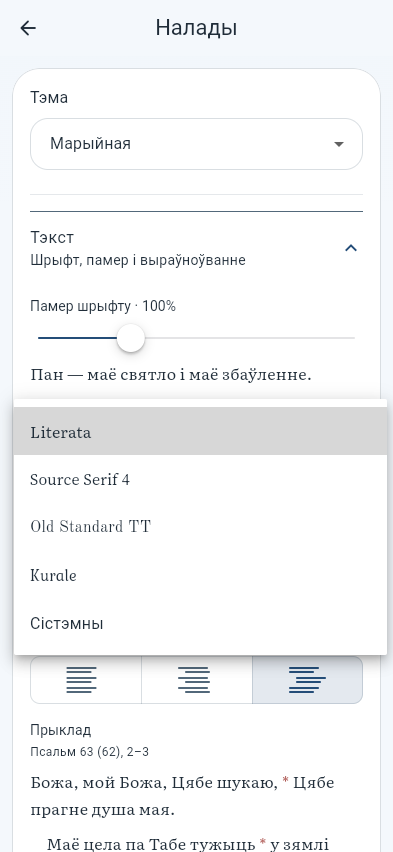 Налады
Тэма
Марыйная
Тэкст
Шрыфт, памер і выраўноўванне
Памер шрыфту · 100%
Пан — маё святло і маё збаўленне.
Literata
Source Serif 4
Old Standard TT
Kurale
Сістэмны
Прыклад
Псальм 63 (62), 2–3
Божа, мой Божа, Цябе шукаю, * Цябе
прагне душа мая.
Маё цела па Табе тужыць * у зямлі